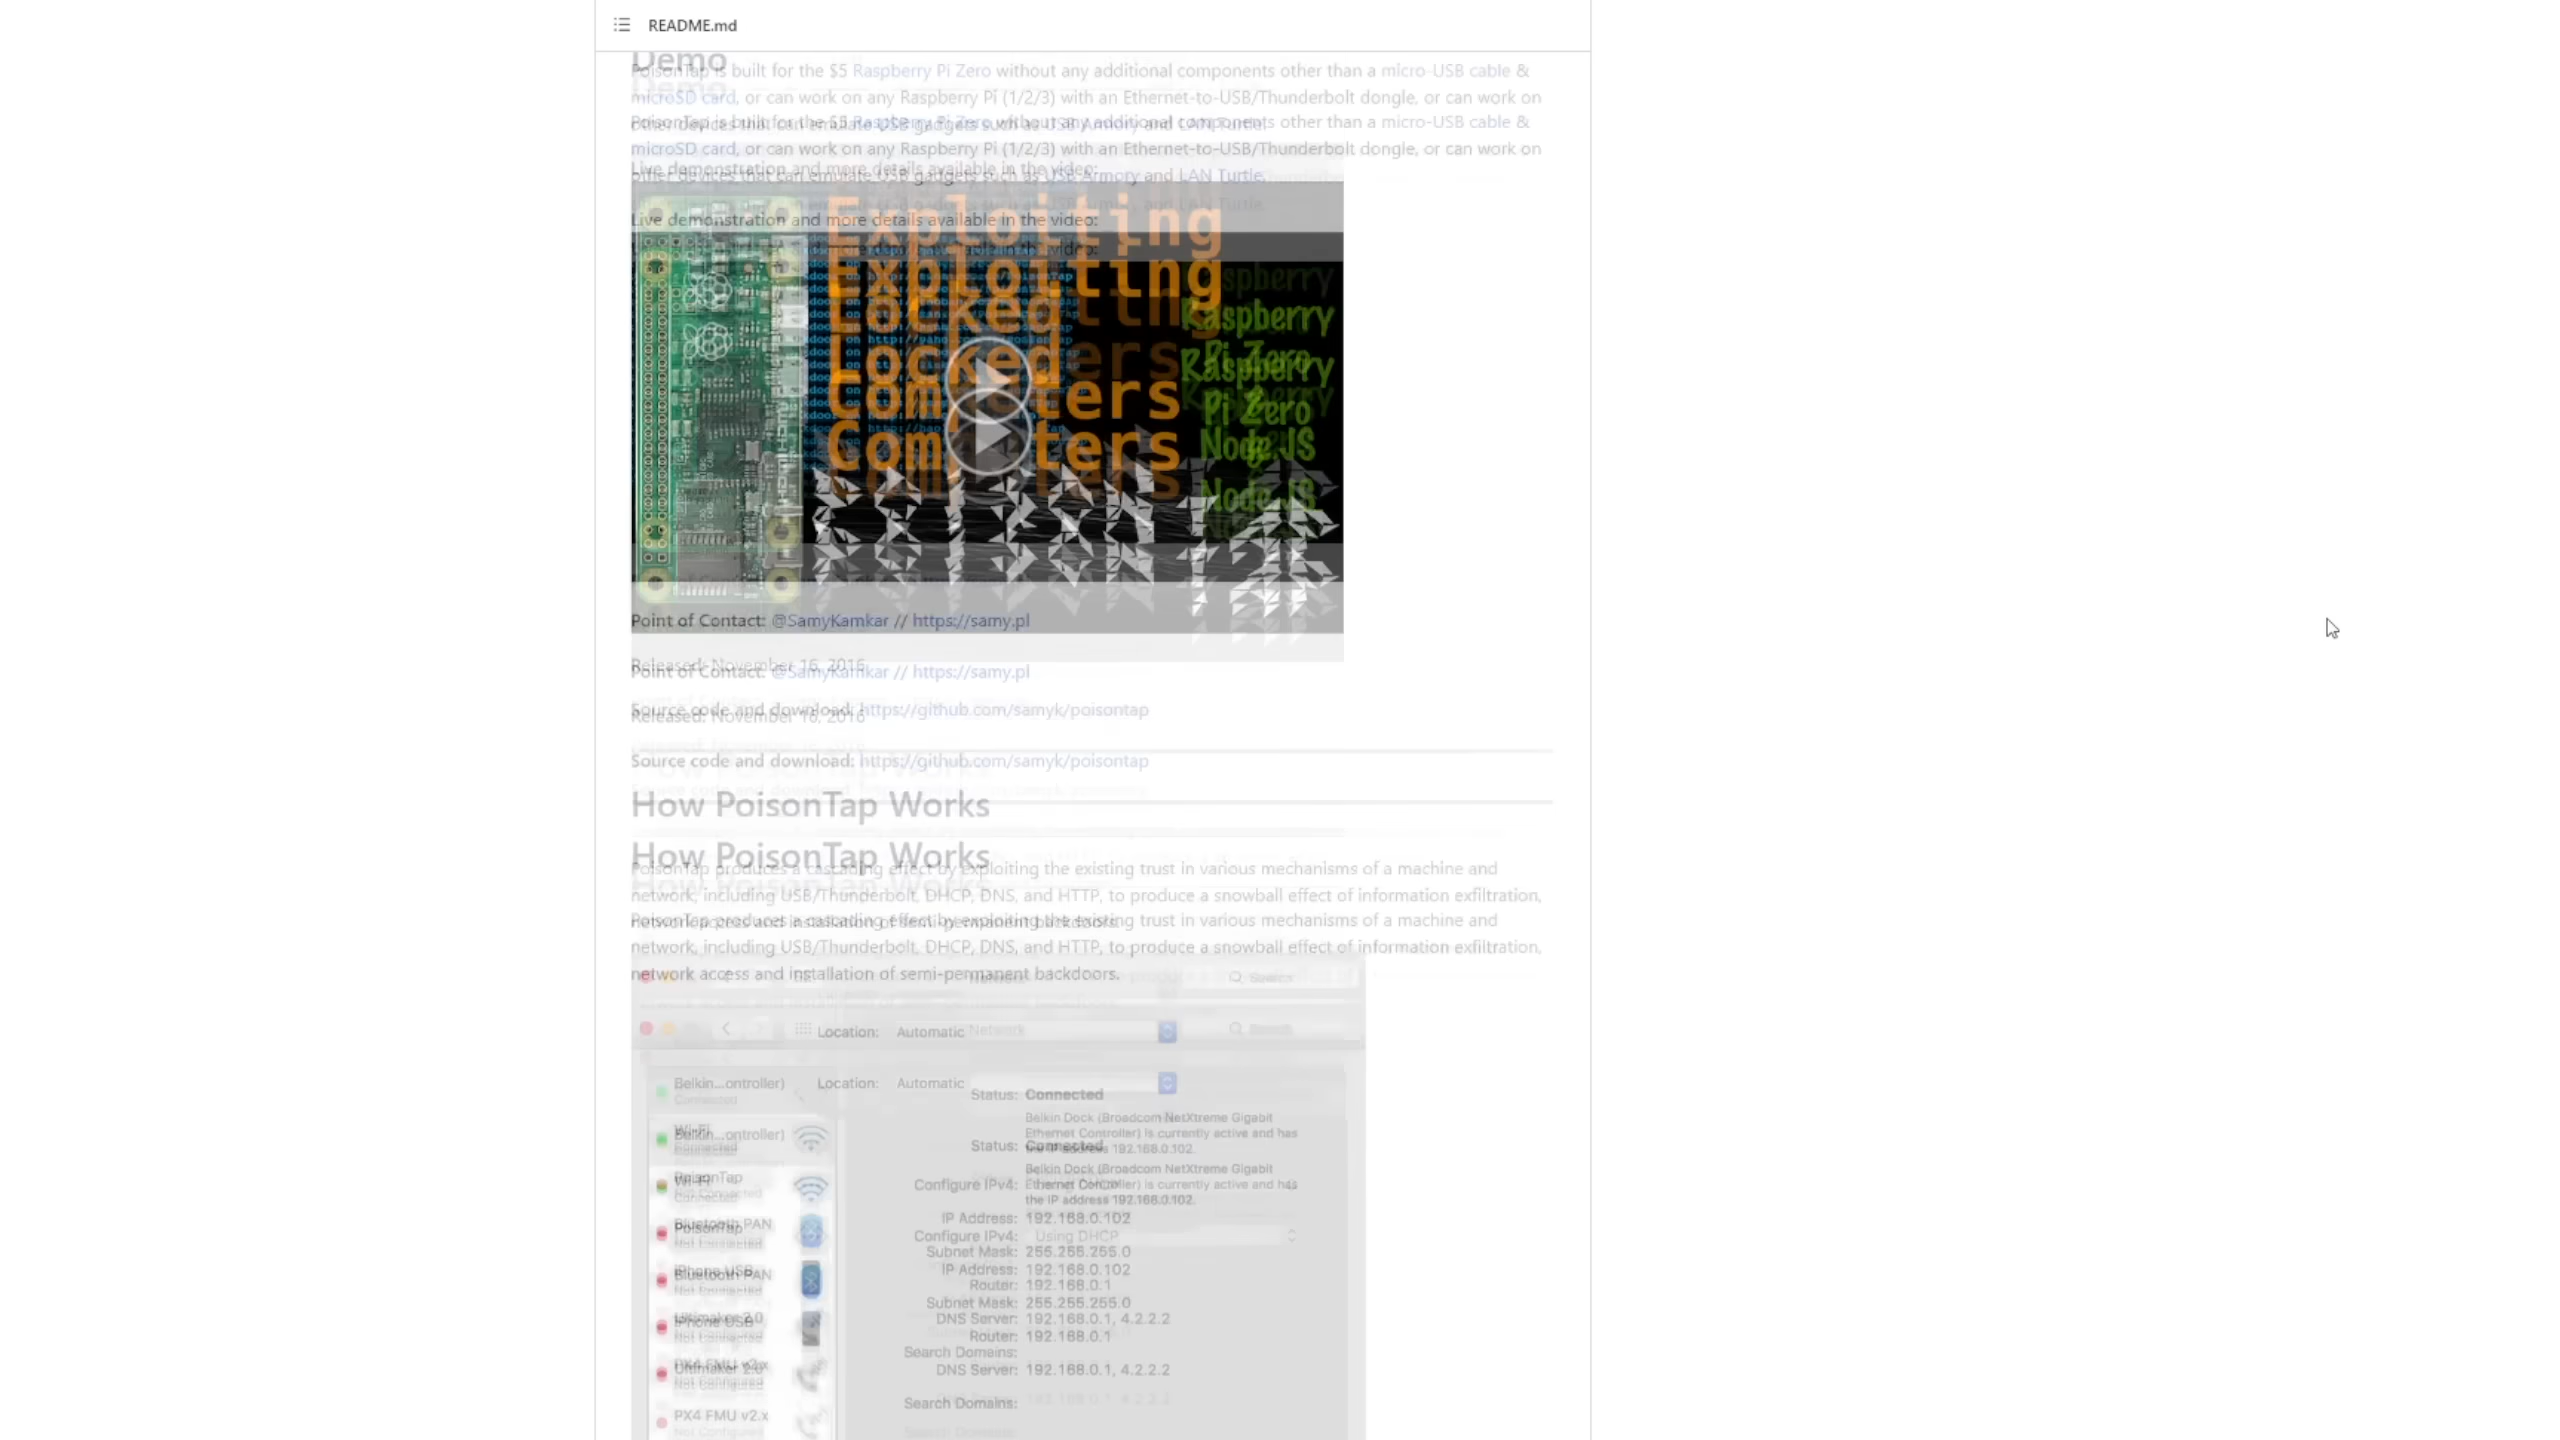 README.md
Demo
PoisonTap is built for the $5 Raspberry Pi Zero without any additional components other than a micro-USB cable &
microSD card, or can work on any Raspberry Pi (1/2/3) with an Ethernet-to-USB/Thunderbolt dongle, or can work on
other devices that can emulate USB gadgets such as USB Armory and LAN Turtle.
Live demonstration and more details available in the video:
Exploiting
Locked
Computers
Raspberry
Pi Zero
Node.JS
Point of Contact: @SamyKamkar // https://samy.pl
Released: November 16, 2016
Source code and download: https://github.com/samyk/poisontap
How PoisonTap Works
PoisonTap produces a cascading effect by exploiting the existing trust in various mechanisms of a machine and
network, including USB/Thunderbolt, DHCP, DNS, and HTTP, to produce a snowball effect of information exfiltration,
network access and installation of semi-permanent backdoors.
Network
Search
Location: Automatic
Belkin...ontroller)
Connected
Wi-Fi
Connected
PoisonTap
Not Connected
Bluetooth PAN
Not Connected
iPhone USB
Not Connected
Ultimaker 2.0
Not Configured
PX4 FMU v2.x
Not Configured
Status: Connected
Belkin Dock (Broadcom NetXtreme Gigabit
Ethernet Controller) is currently active and has
the IP address 192.168.0.102.
Configure IPv4: Using DHCP
IP Address: 192.168.0.102
Subnet Mask: 255.255.255.0
Router: 192.168.0.1
DNS Server: 192.168.0.1, 4.2.2.2
Search Domains: